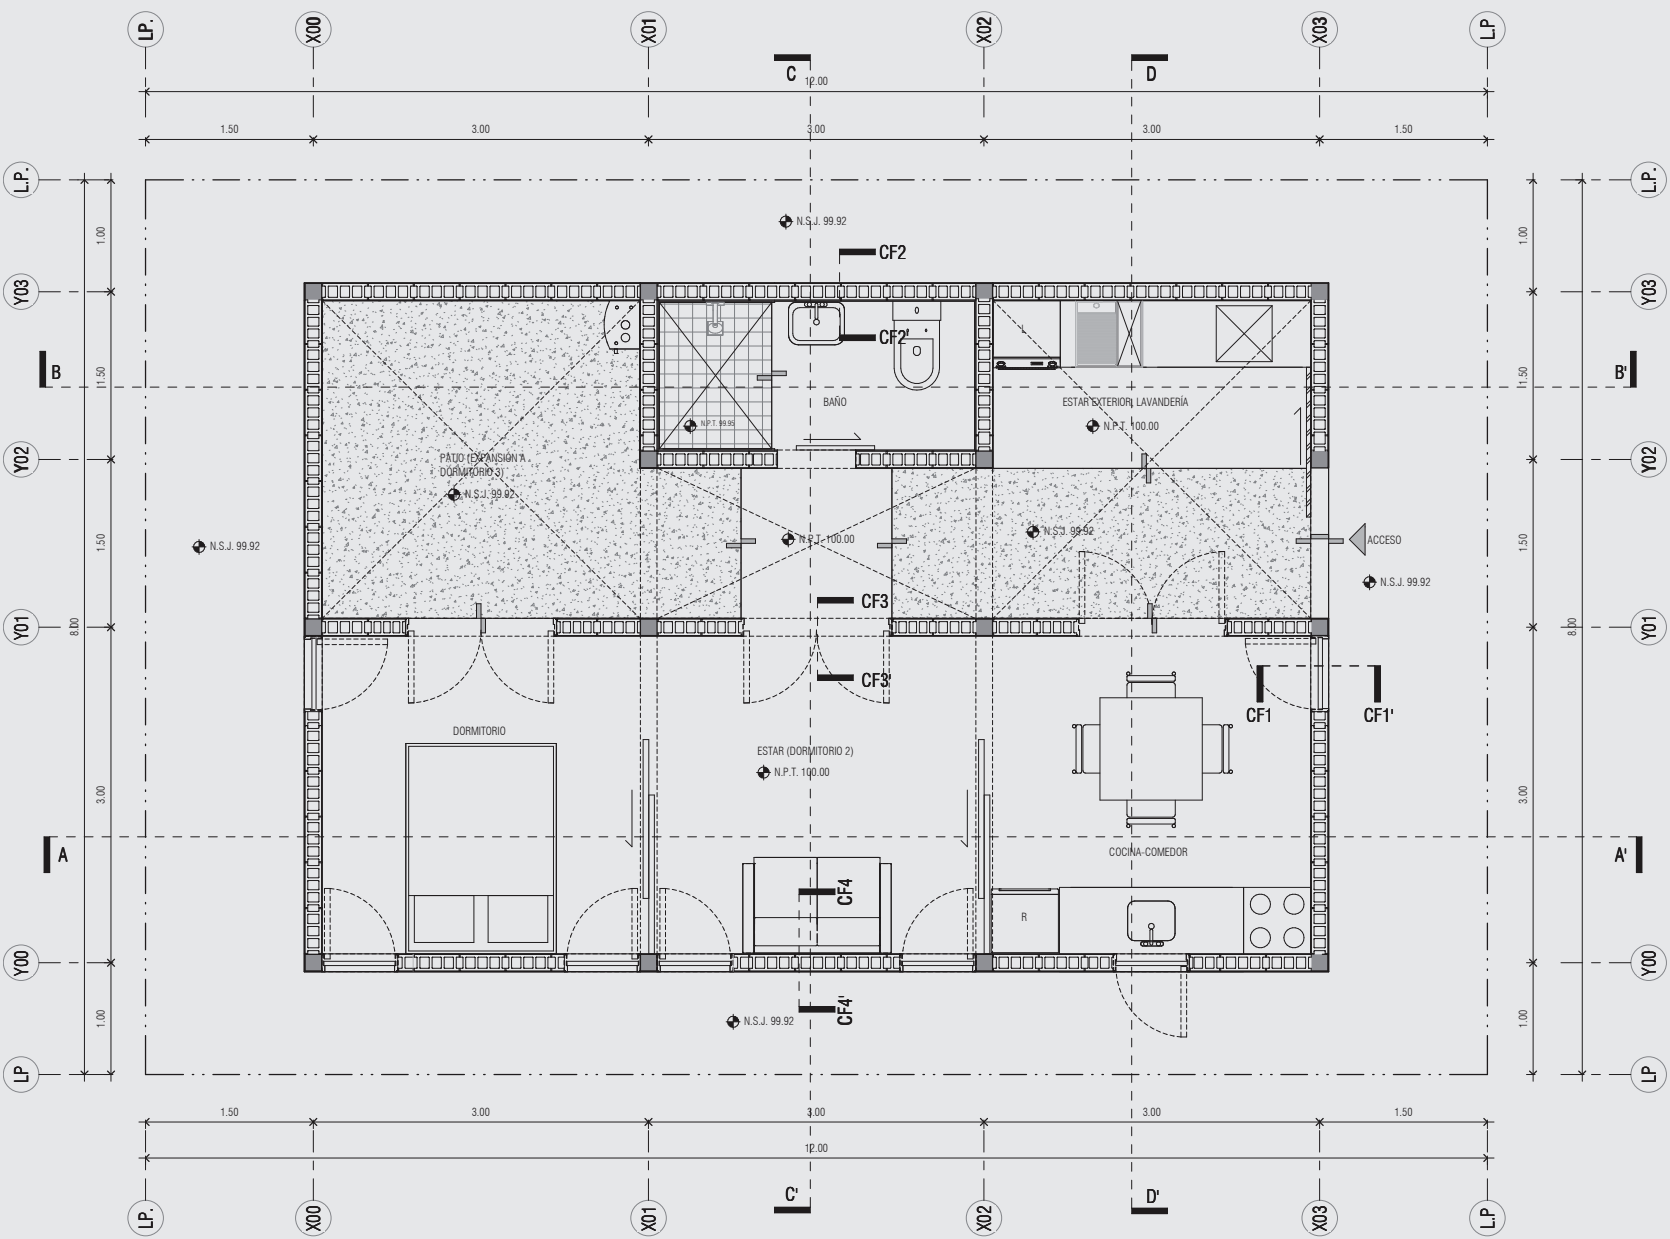 LP.
X00
X01
X02
X03
L.P
C
D
12.00
1.50
3.00
3.00
3.00
1.50
L.P.
L.P.
1.00
N.S.J. 99.92
1.00
CF2
Y03
Y03
CF2'
B
1.50
B'
1.50
BAÑO
ESTAR EXTERIOR, LAVANDERÍA
N.P.T. 99.95
N.P.T. 100.00
Y02
PATIO (EXPANSION A
DORMITORIO 3)
Y02
N.S.J. 99.92
N.S.J. 99.92
N.S.J. 99.92
1.50
N.P.T. 100.00
ACCESO
1.50
N.S.J. 99.92
CF3
Y01
8.00
8.00
Y01
CF3'
CF1
CF1'
DORMITORIO
ESTAR (DORMITORIO 2)
N.P.T. 100.00
3.00
3.00
A
COCINA-COMEDOR
A'
CF4
R
Y00
Y00
CF4'
1.00
N.S.J. 99.92
1.00
LP
LP
1.50
3.00
3.00
3.00
1.50
12.00
C'
D'
LP.
X00
X01
X02
X03
L.P